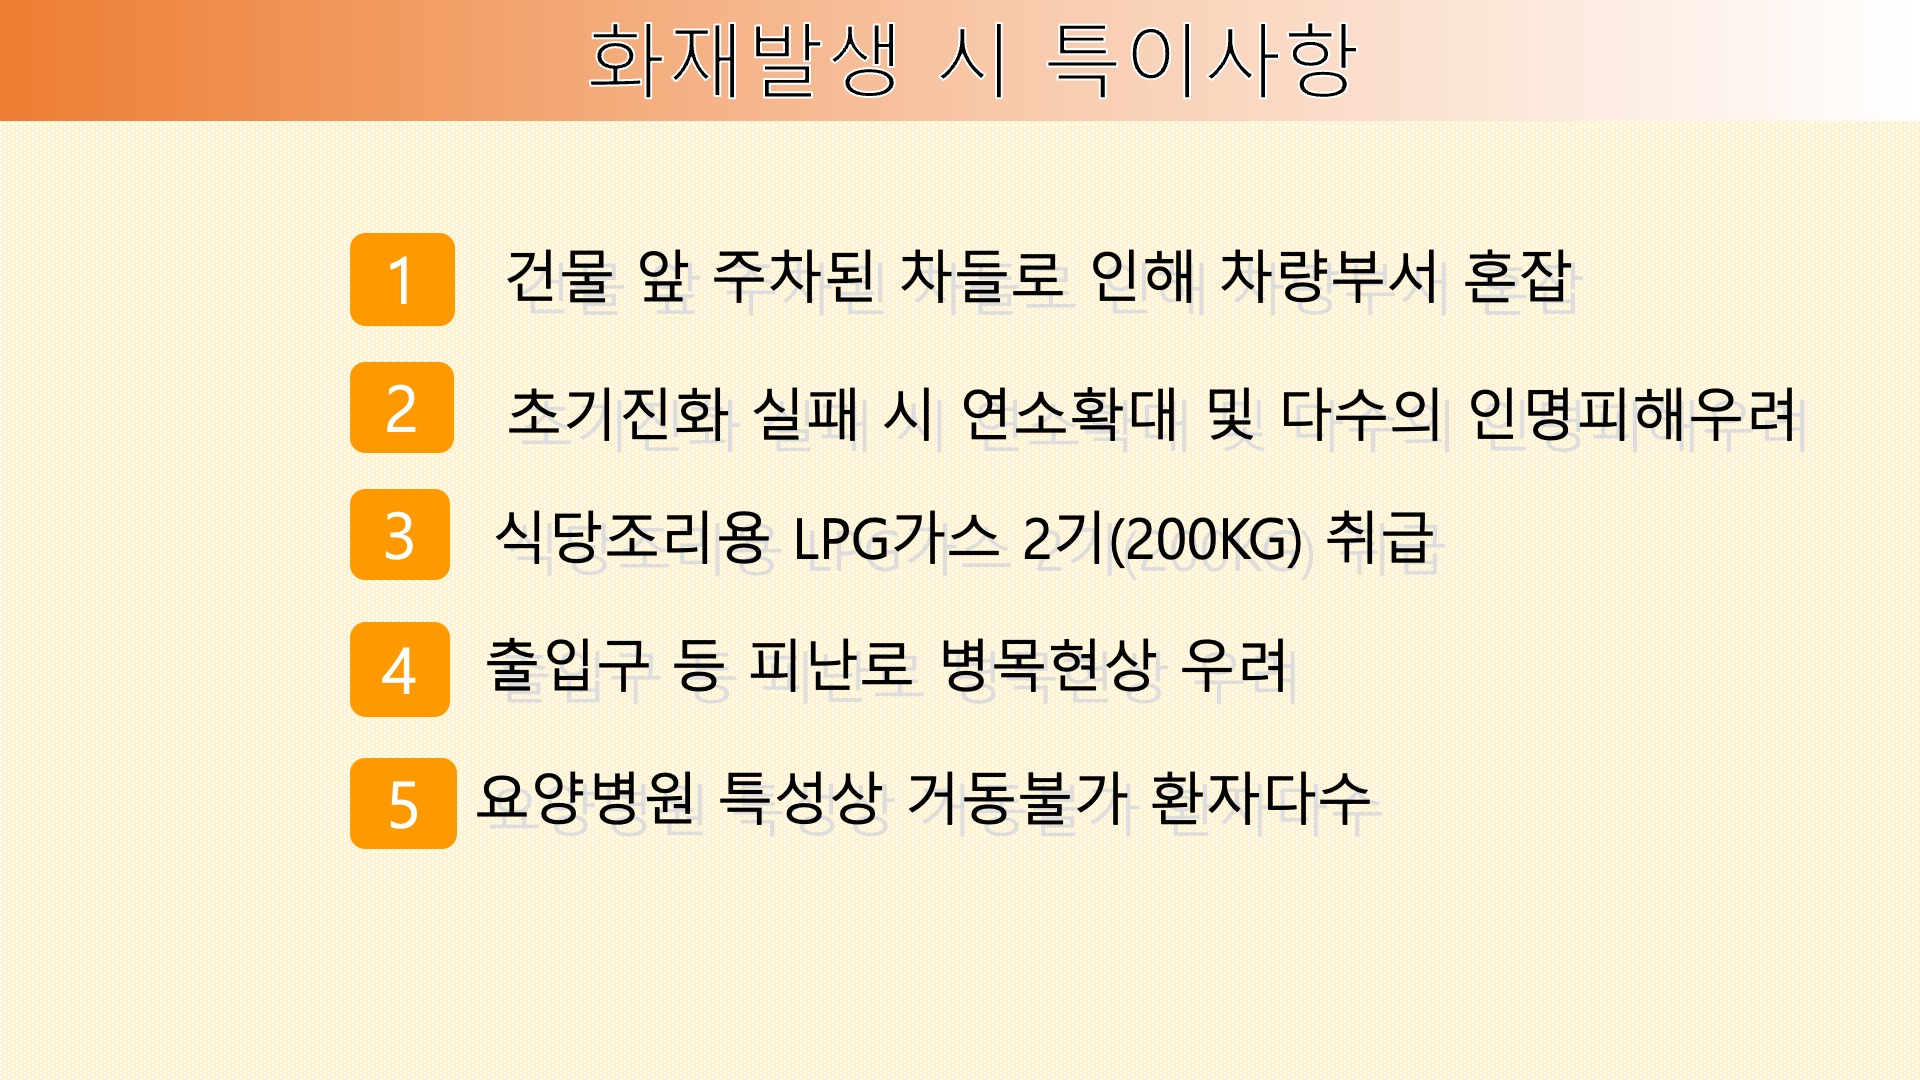 화재발생 시 특이사항
1 건물 앞 주차된 차들로 인해 차량부서 혼잡
2 초기진화 실패 시 연소확대 및 다수의 인명피해우려
3 식당조리용 LPG가스 2기(200KG) 취급
4 출입구 등 피난로 병목현상 우려
5 요양병원 특성상 거동불가 환자다수